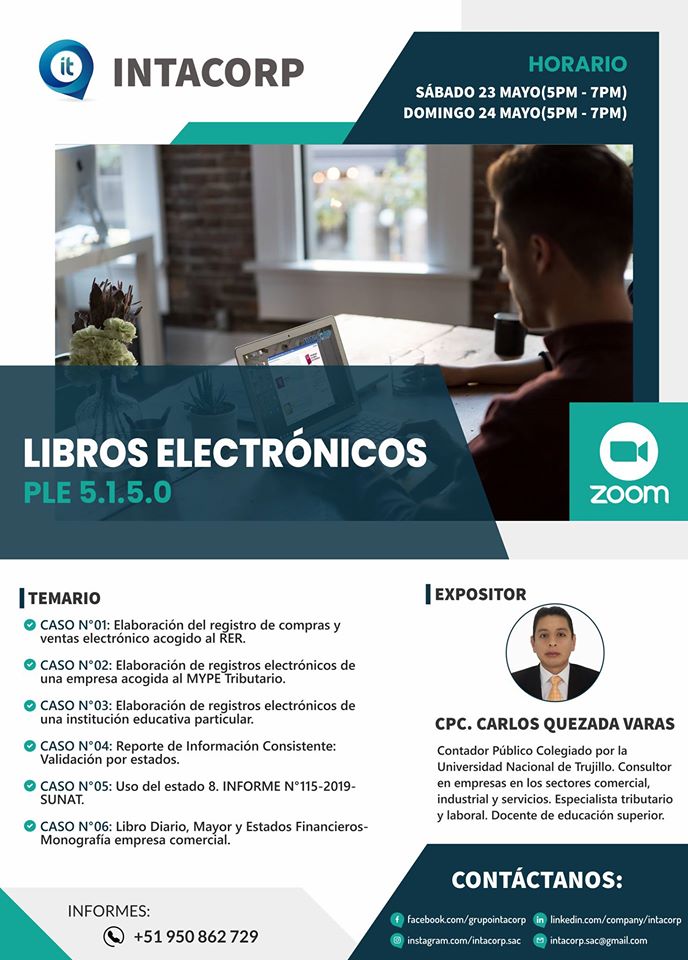 it INTACORP
HORARIO
SÁBADO 23 MAYO(5PM - 7PM)
DOMINGO 24 MAYO(5PM - 7PM)
LIBROS ELECTRÓNICOS
PLE 5.1.5.0
zoom
TEMARIO
CASO N°01: Elaboración del registro de compras y
ventas electrónico acogido al RER.
CASO N°02: Elaboración de registros electrónicos de
una empresa acogida al MYPE Tributario.
CASO N°03: Elaboración de registros electrónicos de
una institución educativa particular.
CASO N°04: Reporte de Información Consistente:
Validación por estados.
CASO N°05: Uso del estado 8. INFORME N°115-2019-
SUNAT.
CASO N°06: Libro Diario, Mayor y Estados Financieros-
Monografía empresa comercial.
EXPOSITOR
CPC. CARLOS QUEZADA VARAS
Contador Público Colegiado por la
Universidad Nacional de Trujillo. Consultor
en empresas en los sectores comercial,
industrial y servicios. Especialista tributario
y laboral. Docente de educación superior.
INFORMES:
+51 950 862 729
CONTÁCTANOS:
facebook.com/grupointacorp
linkedin.com/company/intacorp
instagram.com/intacorp.sac
intacorp.sac@gmail.com